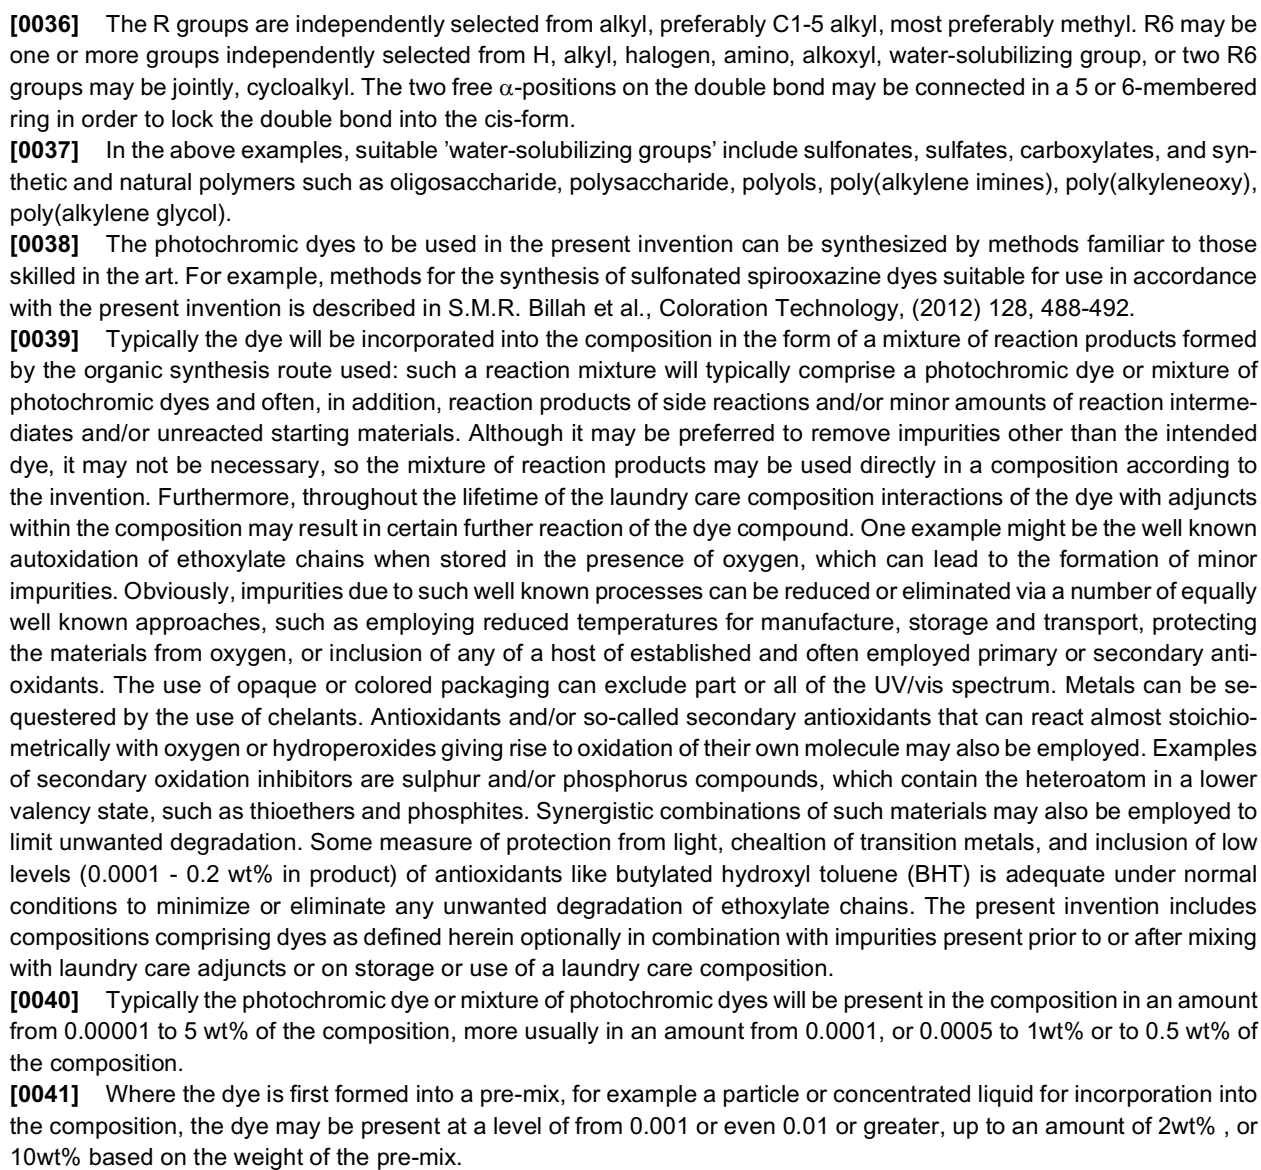 [0036] The R groups are independently selected from alkyl, preferably C1-5 alkyl, most preferably methyl. R6 may be
one or more groups independently selected from H, alkyl, halogen, amino, alkoxyl, water-solubilizing group, or two R6
groups may be jointly, cycloalkyl. The two free α-positions on the double bond may be connected in a 5 or 6-membered
ring in order to lock the double bond into the cis-form.
[0037] In the above examples, suitable 'water-solubilizing groups' include sulfonates, sulfates, carboxylates, and syn-
thetic and natural polymers such as oligosaccharide, polysaccharide, polyols, poly(alkylene imines), poly(alkyleneoxy),
poly(alkylene glycol).
[0038] The photochromic dyes to be used in the present invention can be synthesized by methods familiar to those
skilled in the art. For example, methods for the synthesis of sulfonated spirooxazine dyes suitable for use in accordance
with the present invention is described in S.M.R. Billah et al., Coloration Technology, (2012) 128, 488-492.
[0039] Typically the dye will be incorporated into the composition in the form of a mixture of reaction products formed
by the organic synthesis route used: such a reaction mixture will typically comprise a photochromic dye or mixture of
photochromic dyes and often, in addition, reaction products of side reactions and/or minor amounts of reaction interme-
diates and/or unreacted starting materials. Although it may be preferred to remove impurities other than the intended
dye, it may not be necessary, so the mixture of reaction products may be used directly in a composition according to
the invention. Furthermore, throughout the lifetime of the laundry care composition interactions of the dye with adjuncts
within the composition may result in certain further reaction of the dye compound. One example might be the well known
autoxidation of ethoxylate chains when stored in the presence of oxygen, which can lead to the formation of minor
impurities. Obviously, impurities due to such well known processes can be reduced or eliminated via a number of equally
well known approaches, such as employing reduced temperatures for manufacture, storage and transport, protecting
the materials from oxygen, or inclusion of any of a host of established and often employed primary or secondary anti-
oxidants. The use of opaque or colored packaging can exclude part or all of the UV/vis spectrum. Metals can be se-
questered by the use of chelants. Antioxidants and/or so-called secondary antioxidants that can react almost stoichio-
metrically with oxygen or hydroperoxides giving rise to oxidation of their own molecule may also be employed. Examples
of secondary oxidation inhibitors are sulphur and/or phosphorus compounds, which contain the heteroatom in a lower
valency state, such as thioethers and phosphites. Synergistic combinations of such materials may also be employed to
limit unwanted degradation. Some measure of protection from light, chealtion of transition metals, and inclusion of low
levels (0.0001 - 0.2 wt% in product) of antioxidants like butylated hydroxyl toluene (BHT) is adequate under normal
conditions to minimize or eliminate any unwanted degradation of ethoxylate chains. The present invention includes
compositions comprising dyes as defined herein optionally in combination with impurities present prior to or after mixing
with laundry care adjuncts or on storage or use of a laundry care composition.
[0040] Typically the photochromic dye or mixture of photochromic dyes will be present in the composition in an amount
from 0.00001 to 5 wt% of the composition, more usually in an amount from 0.0001, or 0.0005 to 1wt% or to 0.5 wt% of
the composition.
[0041] Where the dye is first formed into a pre-mix, for example a particle or concentrated liquid for incorporation into
the composition, the dye may be present at a level of from 0.001 or even 0.01 or greater, up to an amount of 2wt% , or
10wt% based on the weight of the pre-mix.